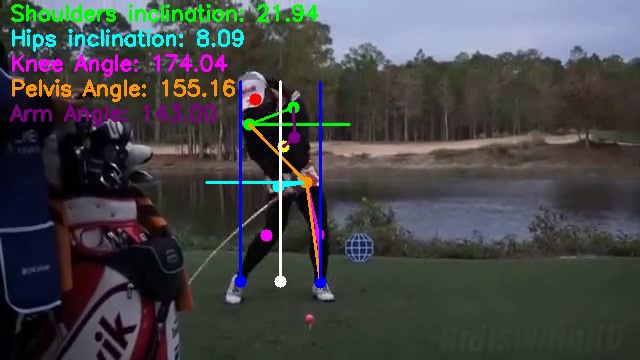 Shoulders inclination: 21.94
Hips inclination: 8.09
Knee Angle: 174.04
Pelvis Angle: 155.16
Arm Angle: 143.00